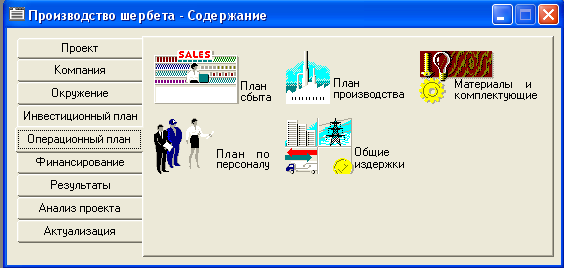 Производство шербета - Содержание
Проект
Компания
Окружение
Инвестиционный план
Операционный план
Финансирование
Результаты
Анализ проекта
Актуализация
SALES
План
сбыта
План
производства
Материалы и
комплектующие
План по
персоналу
Общие
издержки